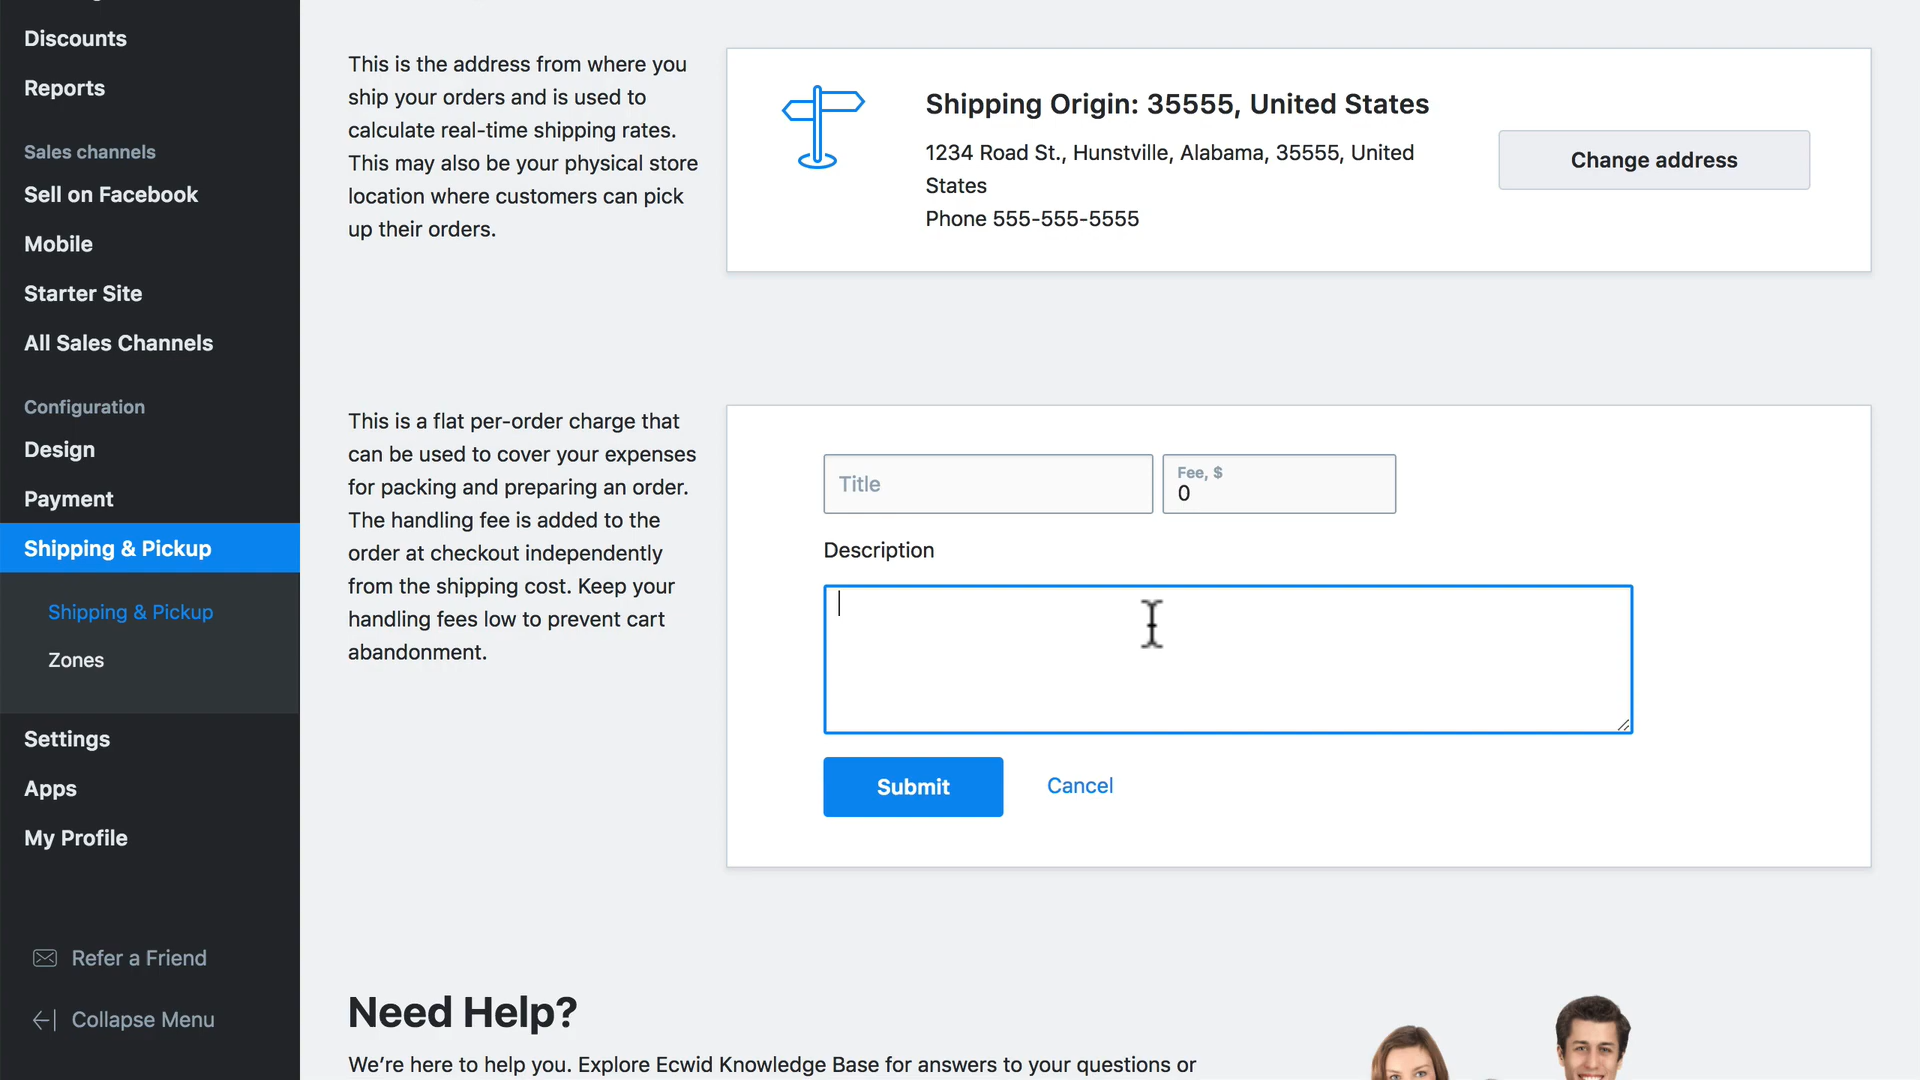 Discounts
Reports
Sales channels
Sell on Facebook
Mobile
Starter Site
All Sales Channels
Configuration
Design
Payment
Shipping & Pickup
Shipping & Pickup
Zones
Settings
Apps
My Profile
Refer a Friend
Collapse Menu
This is the address from where you
ship your orders and is used to
calculate real-time shipping rates.
This may also be your physical store
location where customers can pick
up their orders.
Shipping Origin: 35555, United States
1234 Road St., Hunstville, Alabama, 35555, United
States
Phone 555-555-5555
Change address
This is a flat per-order charge that
can be used to cover your expenses
for packing and preparing an order.
The handling fee is added to the
order at checkout independently
from the shipping cost. Keep your
handling fees low to prevent cart
abandonment.
Title
Fee, $
0
Description
Submit
Cancel
Need Help?
We're here to help you. Explore Ecwid Knowledge Base for answers to your questions or